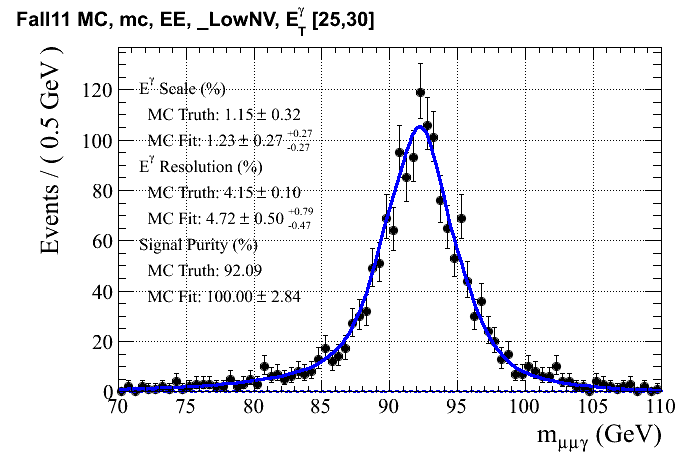 Fall11 MC, mc, EE, _LowNV, E_T^γ [25,30]
Events / ( 0.5 GeV )
120
100
80
60
40
20
0
E^γ Scale (%)
MC Truth: 1.15 ± 0.32
MC Fit: 1.23 ± 0.27 +0.27 -0.27
E^γ Resolution (%)
MC Truth: 4.15 ± 0.10
MC Fit: 4.72 ± 0.50 +0.79 -0.47
Signal Purity (%)
MC Truth: 92.09
MC Fit: 100.00 ± 2.84
70 75 80 85 90 95 100 105 110
m_μμγ (GeV)